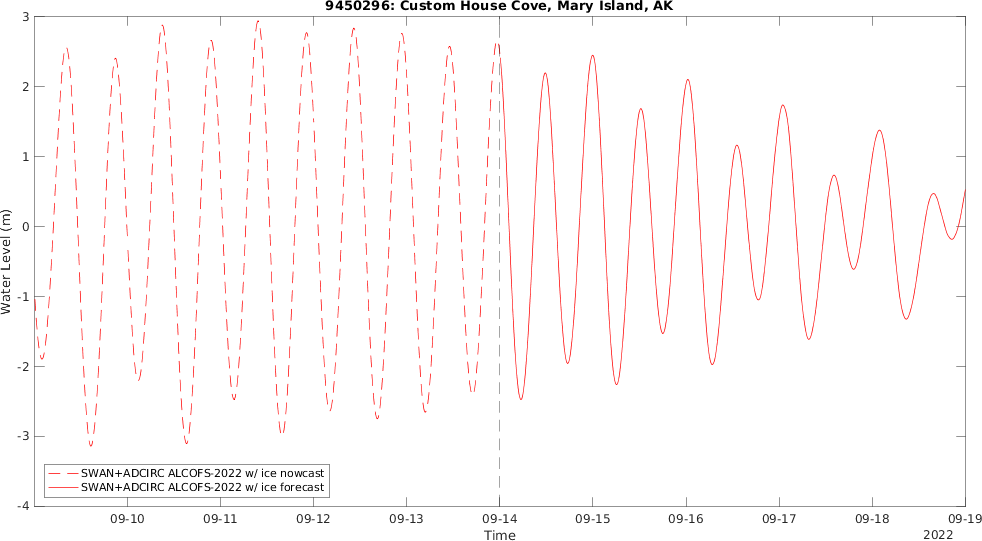 9450296: Custom House Cove, Mary Island, AK
3
2
1
0
-1
-2
-3
-4
Water Level (m)
SWAN+ADCIRC ALCOFS-2022 w/ ice nowcast
SWAN+ADCIRC ALCOFS-2022 w/ ice forecast
09-10 09-11 09-12 09-13 09-14 09-15 09-16 09-17 09-18 09-19
Time
2022